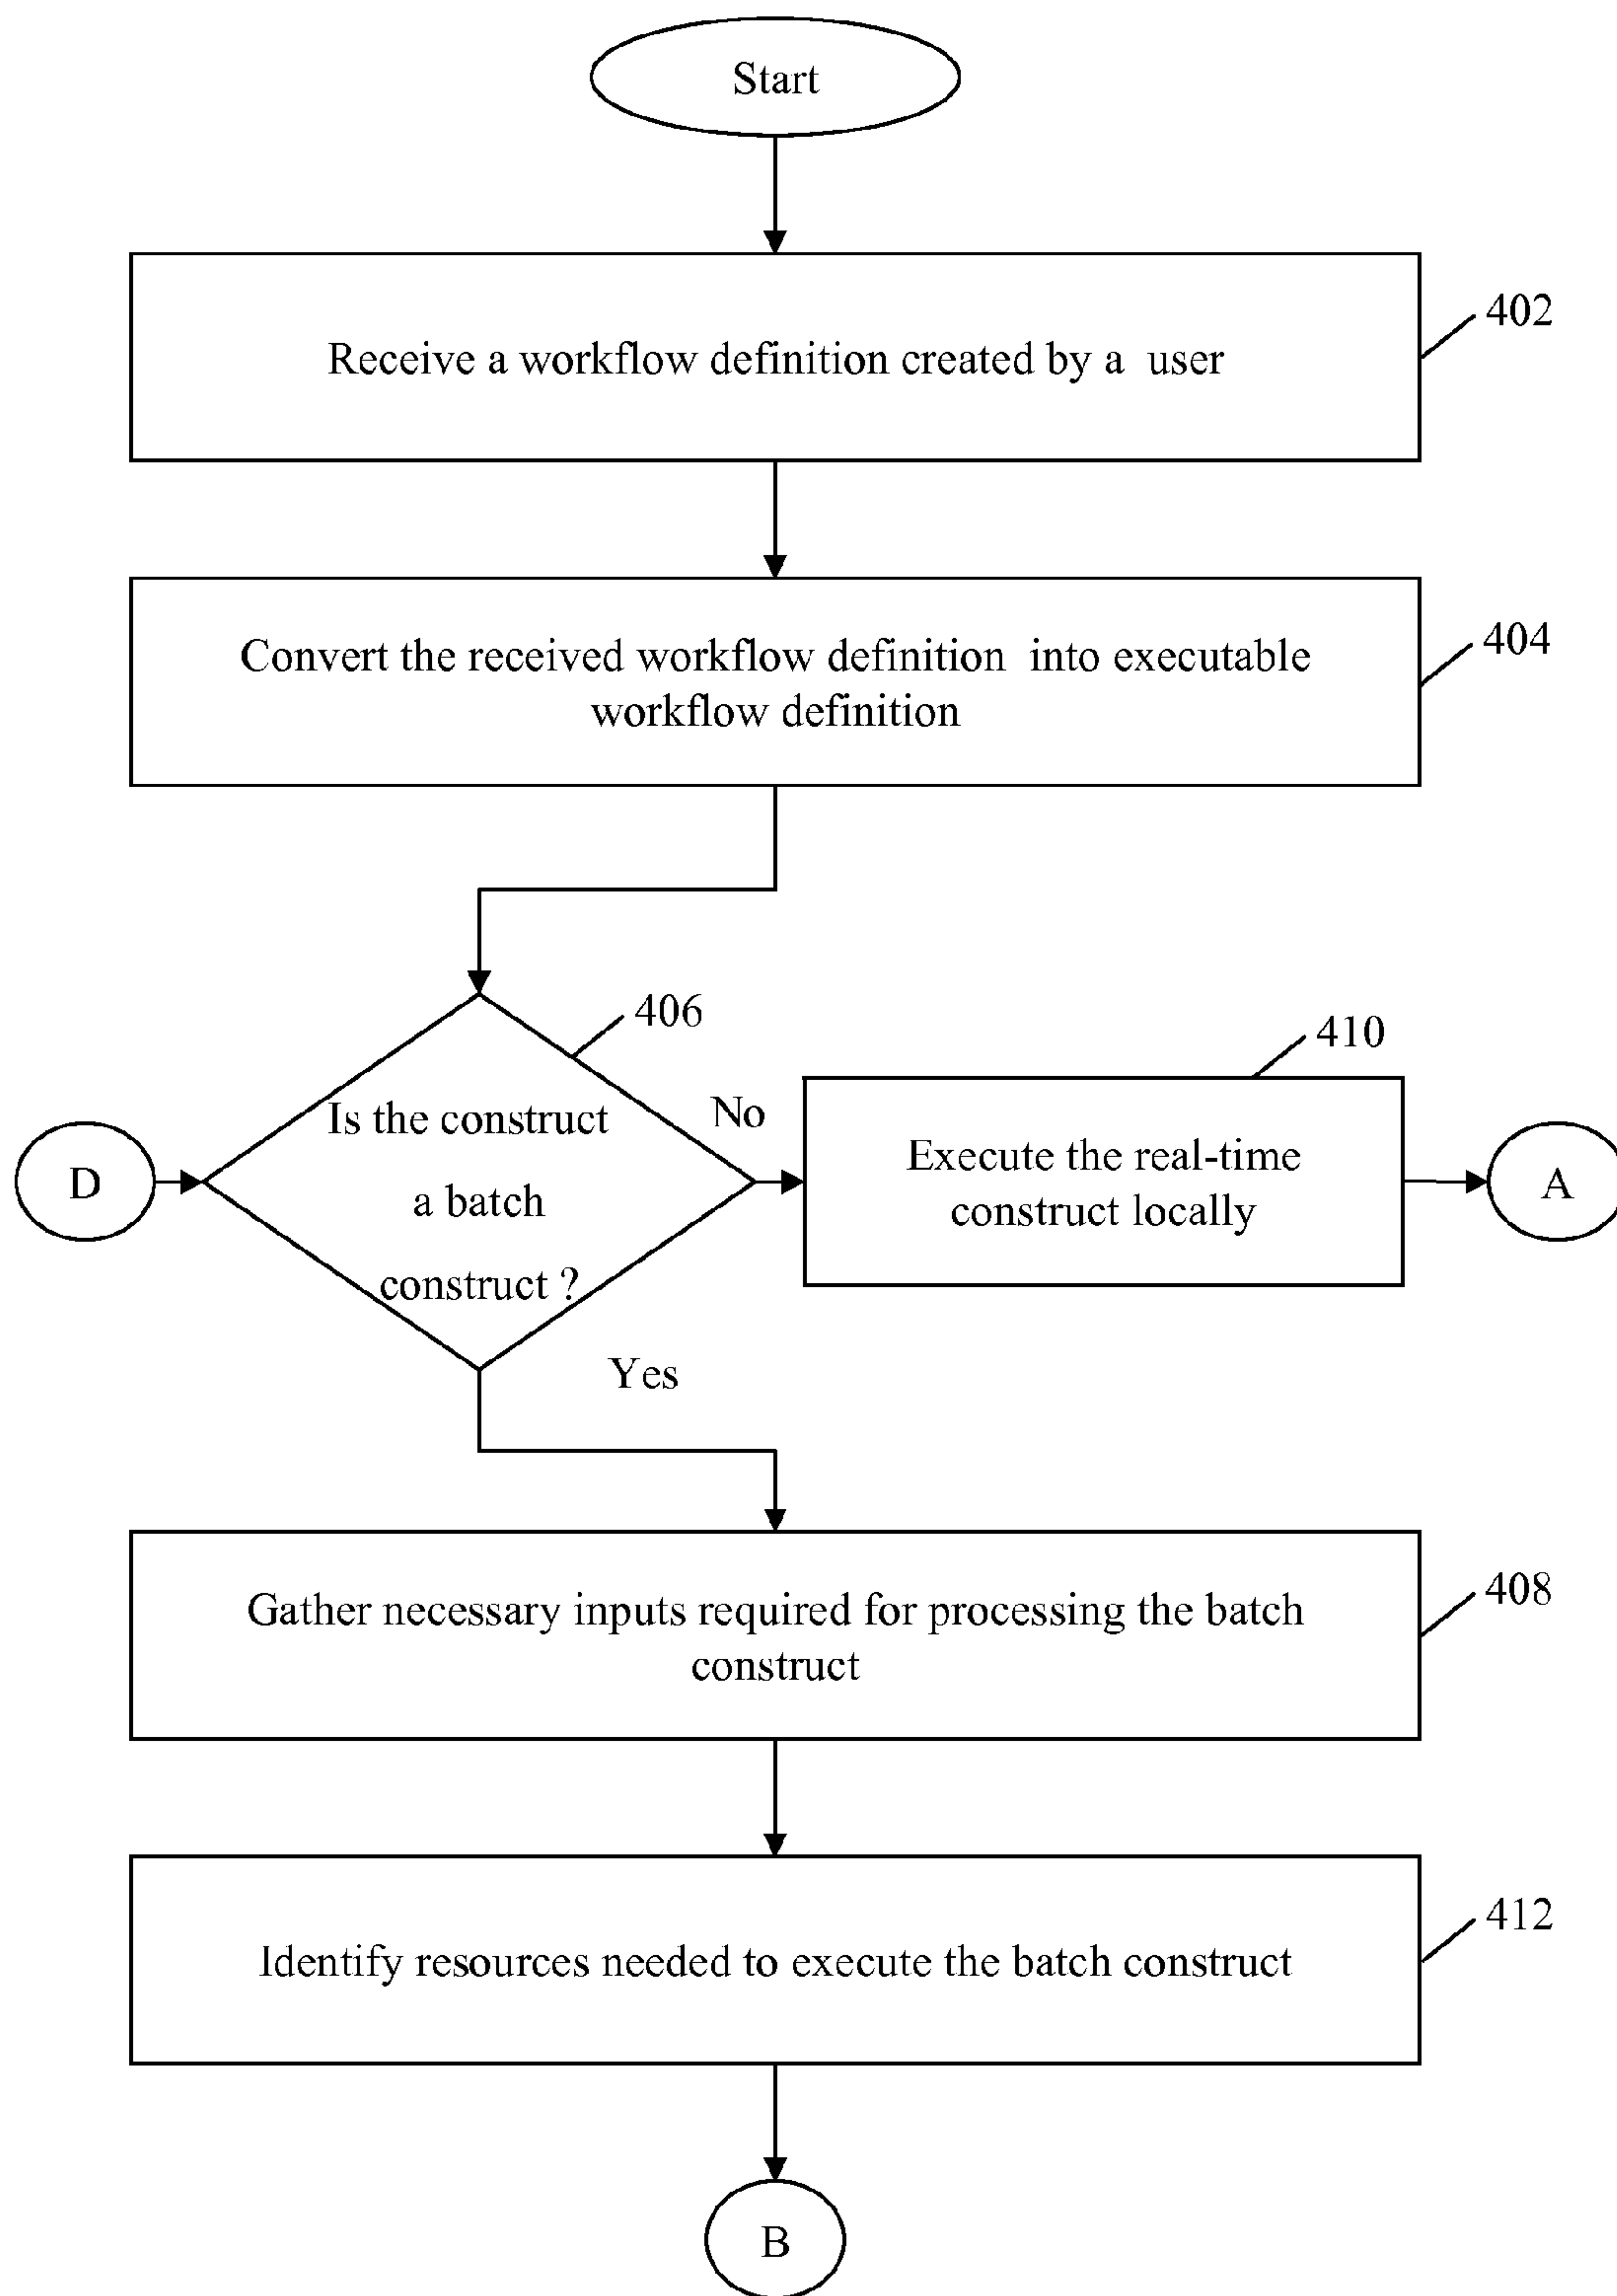 Start
Receive a workflow definition created by a user
402
Convert the received workflow definition into executable
workflow definition
404
406
410
D
Is the construct
a batch
construct ?
No
Execute the real-time
construct locally
A
Yes
Gather necessary inputs required for processing the batch
construct
408
Identify resources needed to execute the batch construct
412
B